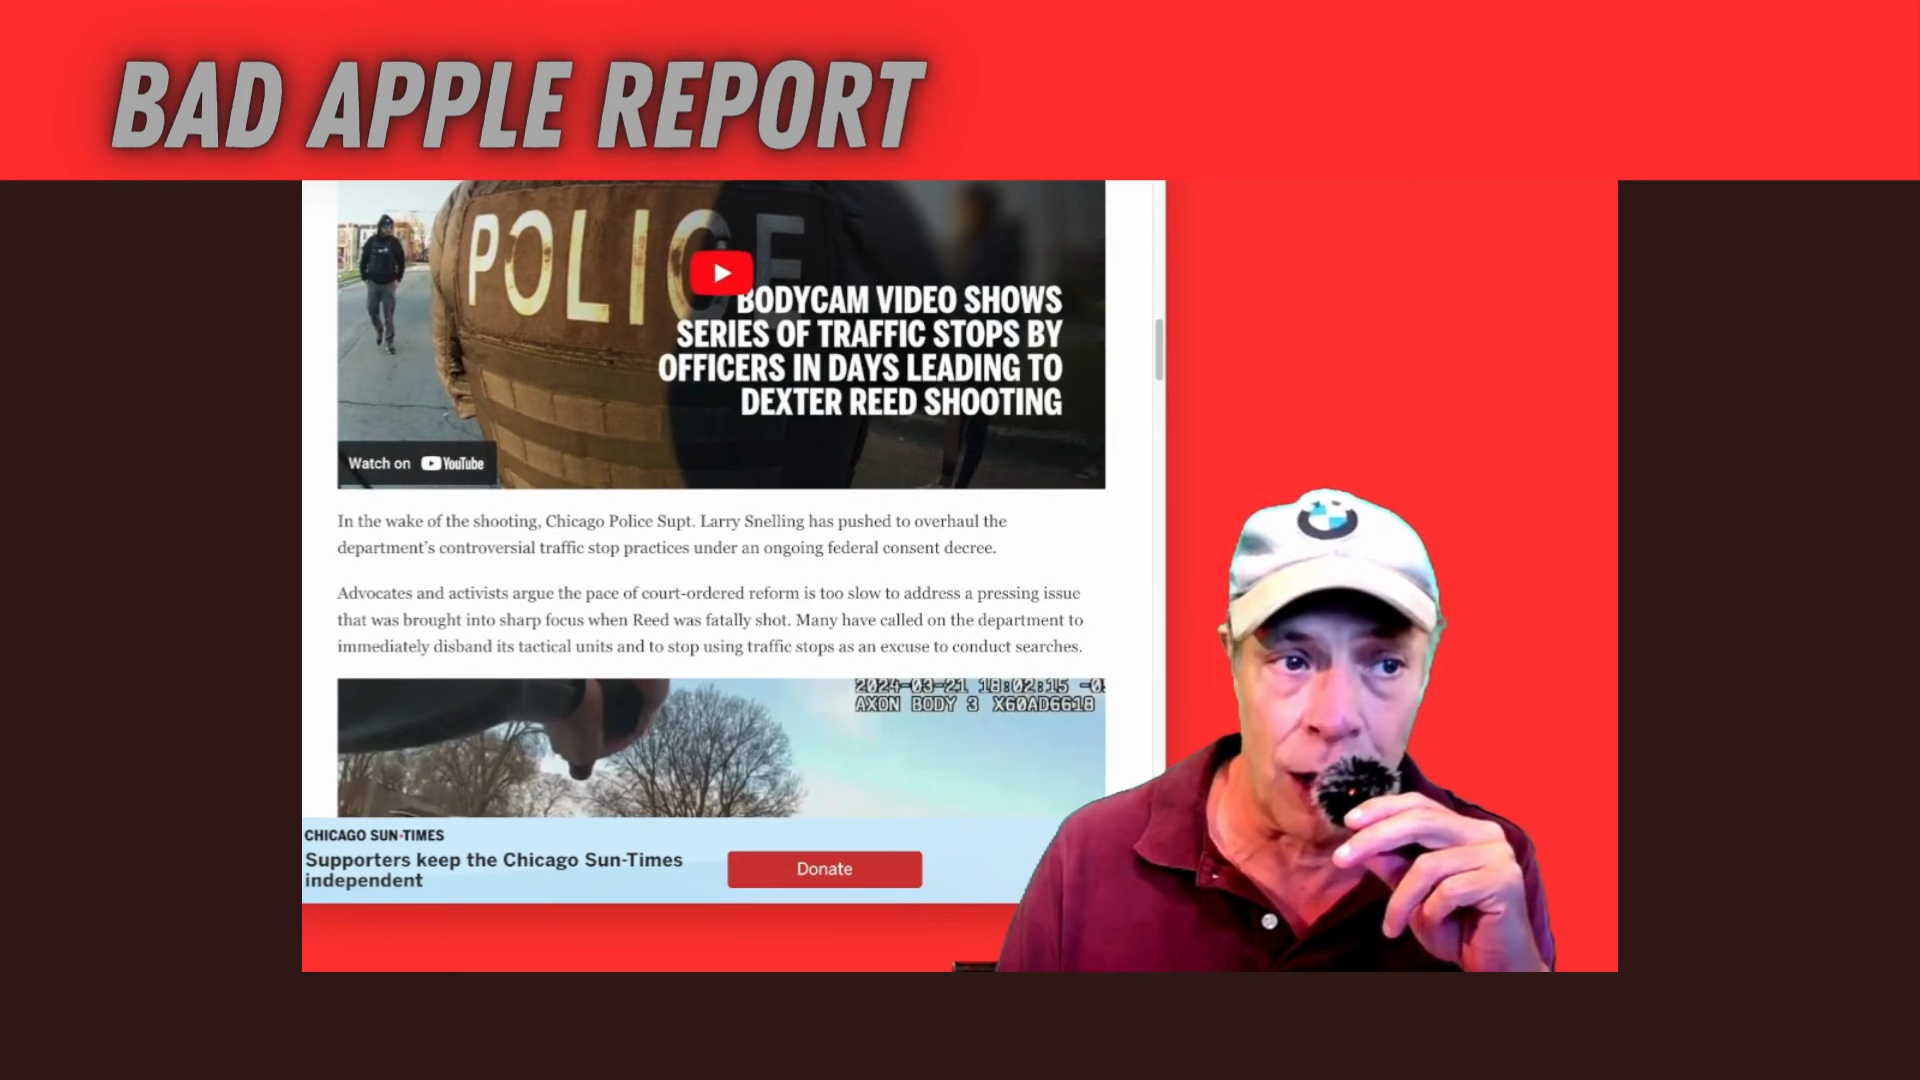 BAD APPLE REPORT
POLICE
BODYCAM VIDEO SHOWS
SERIES OF TRAFFIC STOPS BY
OFFICERS IN DAYS LEADING TO
DEXTER REED SHOOTING
Watch on YouTube
In the wake of the shooting, Chicago Police Supt. Larry Snelling has pushed to overhaul the
department's controversial traffic stop practices under an ongoing federal consent decree.
Advocates and activists argue the pace of court-ordered reform is too slow to address a pressing issue
that was brought into sharp focus when Reed was fatally shot. Many have called on the department to
immediately disband its tactical units and to stop using traffic stops as an excuse to conduct searches.
2024-03-21 18:02:15 -0
AXON BODY 3 X60AD6618
CHICAGO SUN-TIMES
Supporters keep the Chicago Sun-Times
independent
Donate